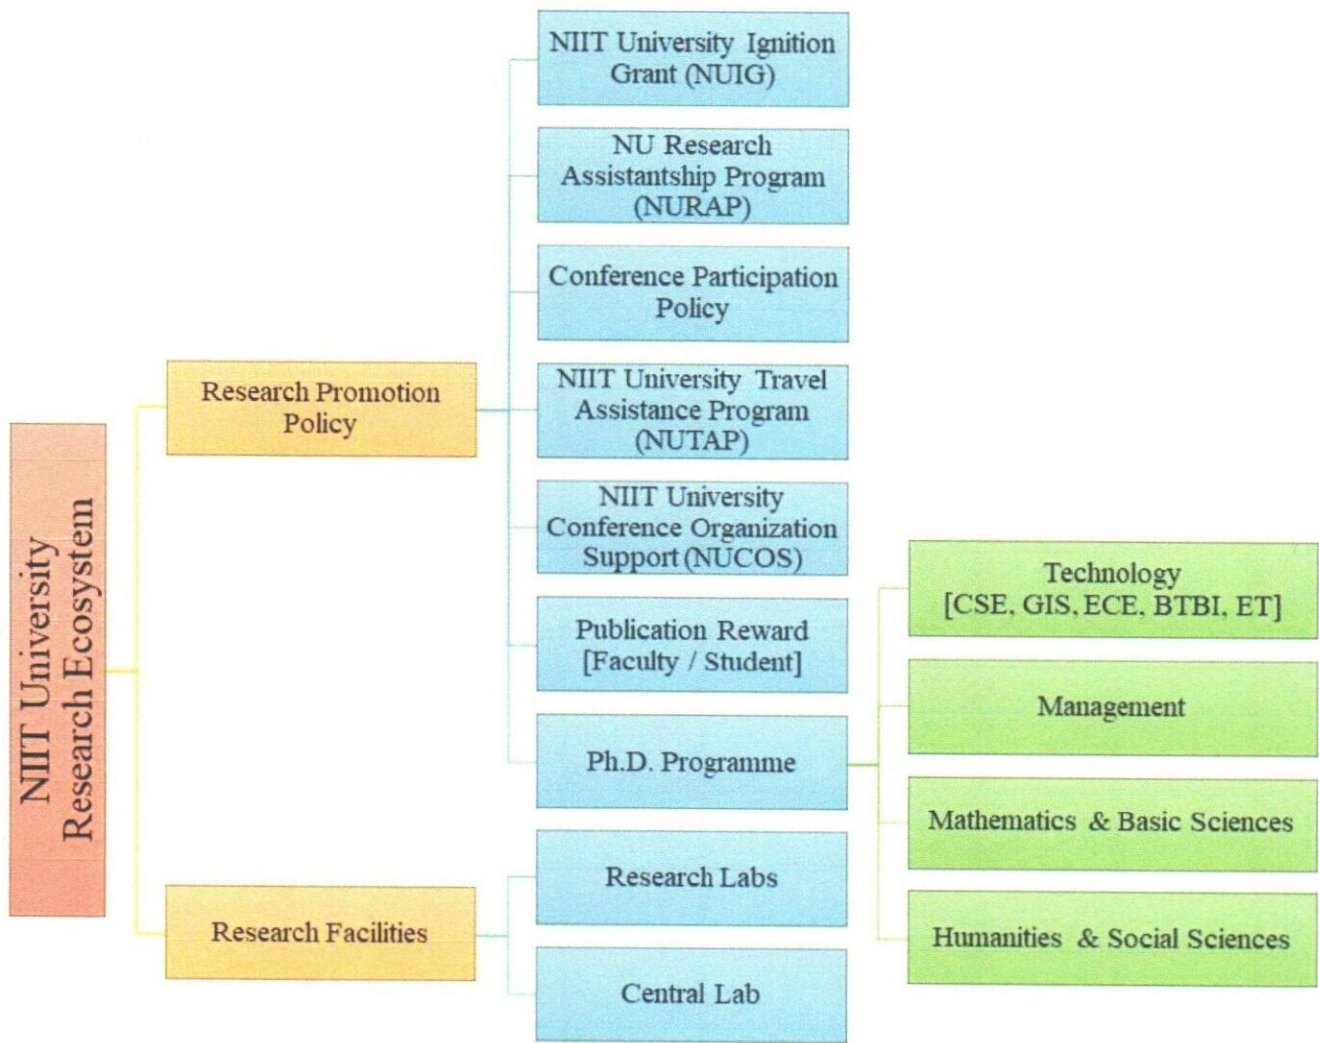 NIIT University
Research Ecosystem
Research Promotion
Policy
NIIT University Ignition
Grant (NUIG)
NU Research
Assistantship Program
(NURAP)
Conference Participation
Policy
NIIT University Travel
Assistance Program
(NUTAP)
NIIT University
Conference Organization
Support (NUCOS)
Publication Reward
[Faculty / Student]
Ph.D. Programme
Technology
[CSE, GIS, ECE, BTBI, ET]
Management
Mathematics & Basic Sciences
Humanities & Social Sciences
Research Facilities
Research Labs
Central Lab